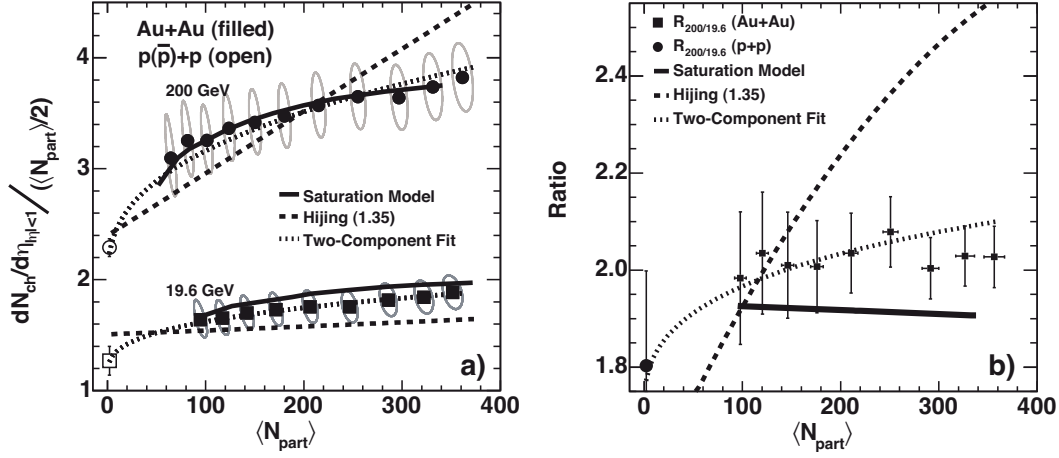 Au+Au (filled)
p(p̅)+p (open)
200 GeV
Saturation Model
Hijing (1.35)
Two-Component Fit
19.6 GeV
a)
dN_ch/dη_|η|<1 / (⟨N_part⟩/2)
4
3
2
1
0 100 200 300 400
⟨N_part⟩
R_200/19.6 (Au+Au)
R_200/19.6 (p+p)
Saturation Model
Hijing (1.35)
Two-Component Fit
b)
Ratio
2.4
2.2
2.0
1.8
0 100 200 300 400
⟨N_part⟩